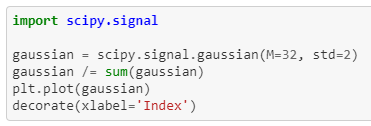 import scipy.signal
gaussian = scipy.signal.gaussian(M=32, std=2)
gaussian /= sum(gaussian)
plt.plot(gaussian)
decorate(xlabel='Index')